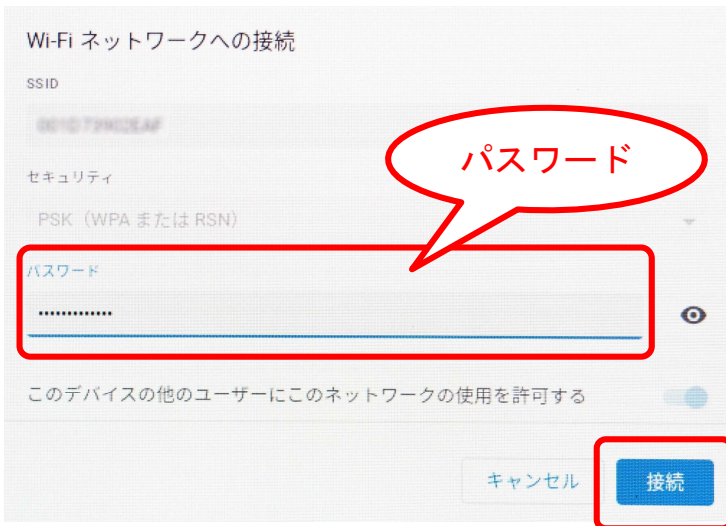 Wi-Fi ネットワークへの接続
SSID
パスワード
セキュリティ
PSK（WPA または RSN）
パスワード
•••••••••••••
このデバイスの他のユーザーにこのネットワークの使用を許可する
キャンセル
接続